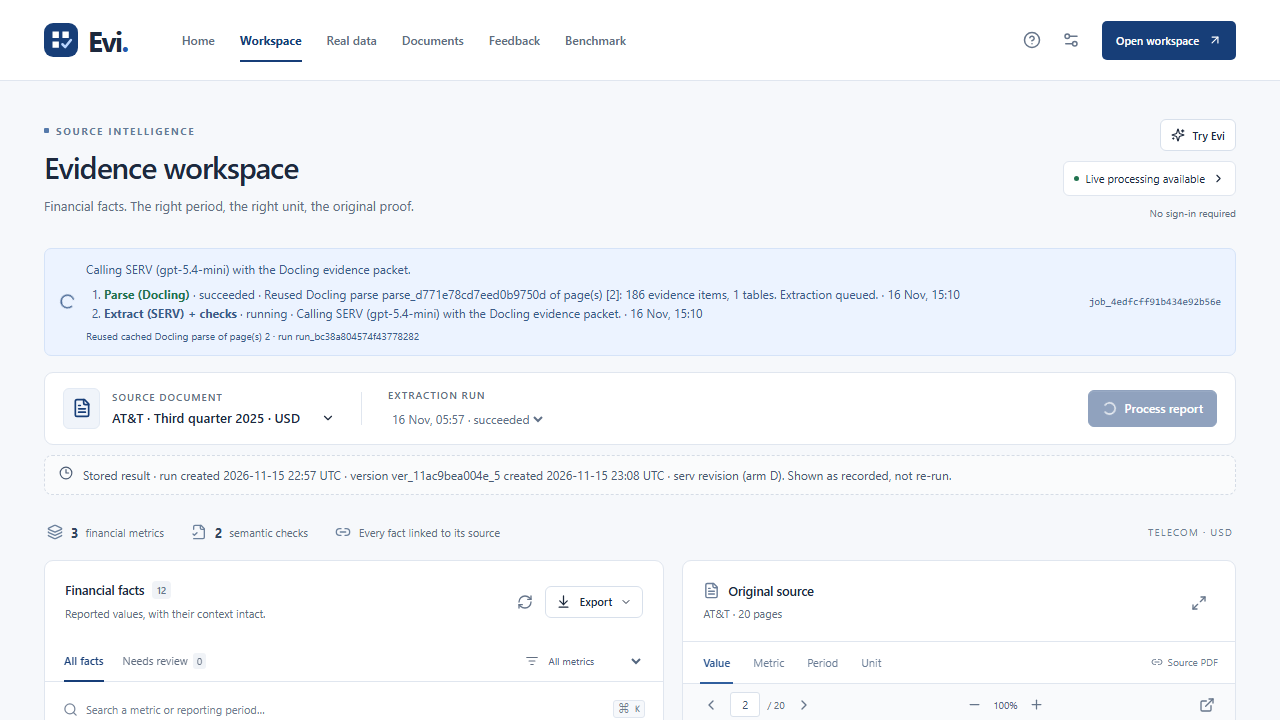 Evi.
Home Workspace Real data Documents Feedback Benchmark
Open workspace
SOURCE INTELLIGENCE
Try Evi
Evidence workspace
Live processing available
Financial facts. The right period, the right unit, the original proof.
No sign-in required
Calling SERV (gpt-5.4-mini) with the Docling evidence packet.
1. Parse (Docling) · succeeded · Reused Docling parse parse_d771e78cd7eed0b9750d of page(s) [2]: 186 evidence items, 1 tables. Extraction queued. · 16 Nov, 15:10
job_4edfcff91b434e92b56e
2. Extract (SERV) + checks · running · Calling SERV (gpt-5.4-mini) with the Docling evidence packet. · 16 Nov, 15:10
Reused cached Docling parse of page(s) 2 · run run_bc38a804574f43778282
SOURCE DOCUMENT
AT&T · Third quarter 2025 · USD
EXTRACTION RUN
16 Nov, 05:57 · succeeded
Process report
Stored result · run created 2026-11-15 22:57 UTC · version ver_11ac9bea004e_5 created 2026-11-15 23:08 UTC · serv revision (arm D). Shown as recorded, not re-run.
3 financial metrics 2 semantic checks Every fact linked to its source
TELECOM · USD
Financial facts 12
Reported values, with their context intact.
Export
All facts Needs review 0
All metrics
Search a metric or reporting period...
⌘ K
Original source
AT&T · 20 pages
Value Metric Period Unit
Source PDF
2 / 20
100%